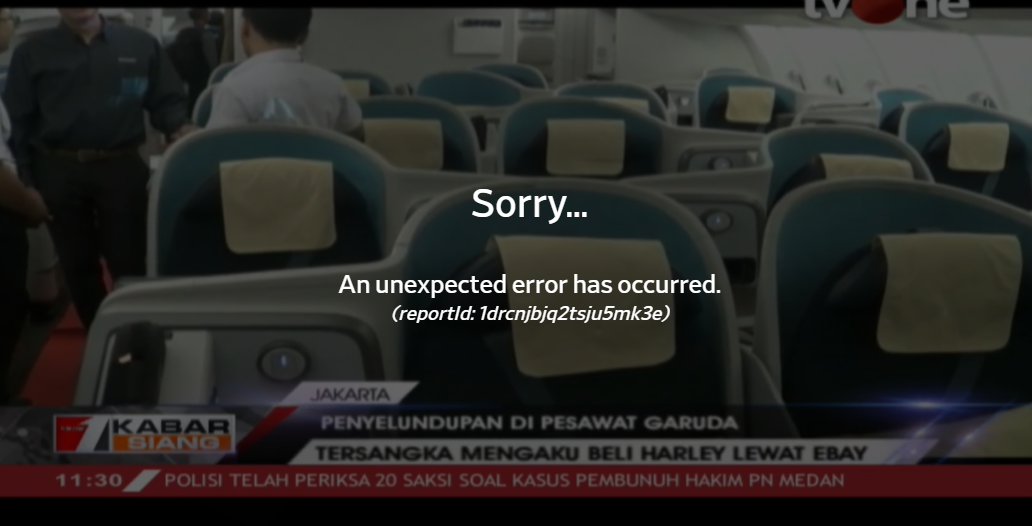 tvOne
Sorry...
An unexpected error has occurred.
(reportId: 1drcnjbjq2tsju5mk3e)
JAKARTA
KABAR
SIANG
PENYELUNDUPAN DI PESAWAT GARUDA
TERSANGKA MENGAKU BELI HARLEY LEWAT EBAY
11:30 POLISI TELAH PERIKSA 20 SAKSI SOAL KASUS PEMBUNUH HAKIM PN MEDAN